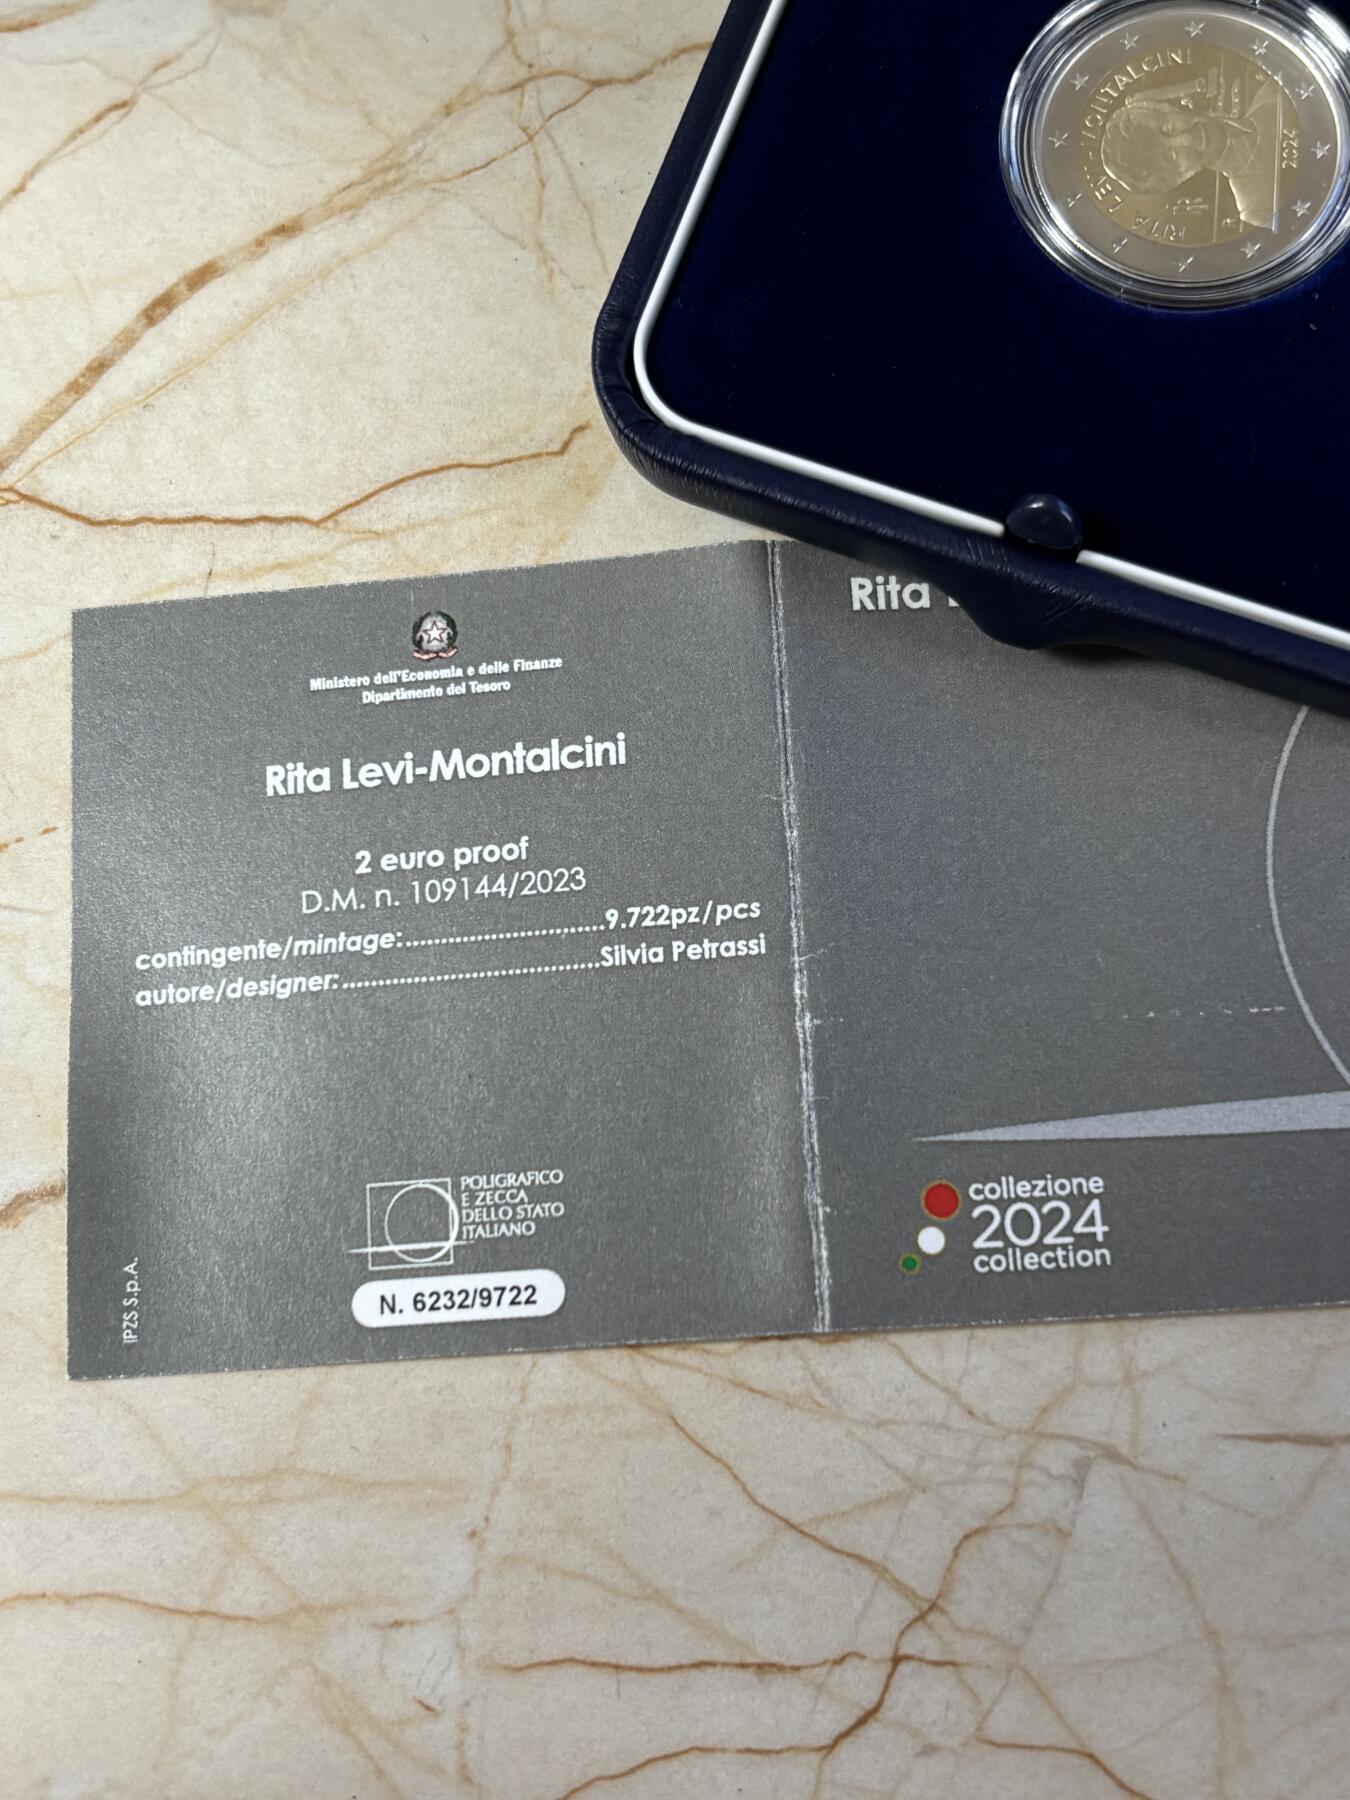 RITA LEVI-MONTALCINI
RI
2024
Ministero dell'Economia e delle Finanze
Dipartimento del Tesoro
Rita Levi-Montalcini
2 euro proof
D.M. n. 109144/2023
contingente/mintage:..............................9.722pz/pcs
autore/designer:.......................................Silvia Petrassi
POLIGRAFICO
E ZECCA
DELLO STATO
ITALIANO
N. 6232/9722
IPZS S.p.A.
Rita
collezione
2024
collection